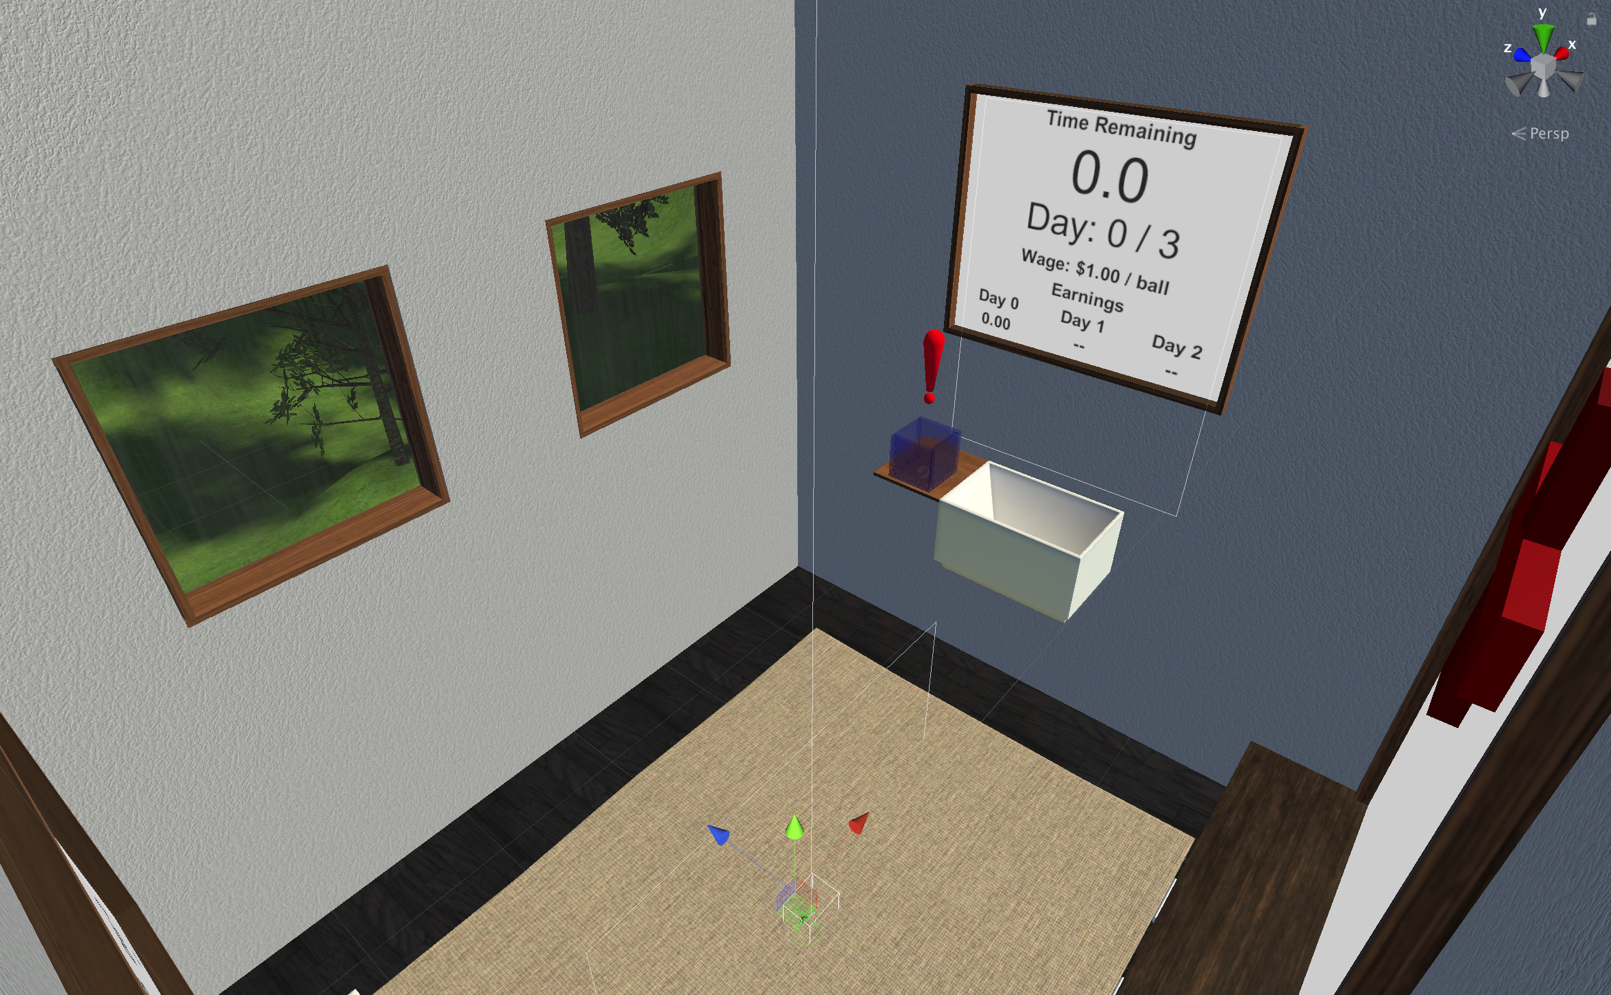 y
z
x
Persp
Time Remaining
0.0
Day: 0 / 3
Wage: $1.00 / ball
Earnings
Day 0 Day 1 Day 2
0.00 -- --